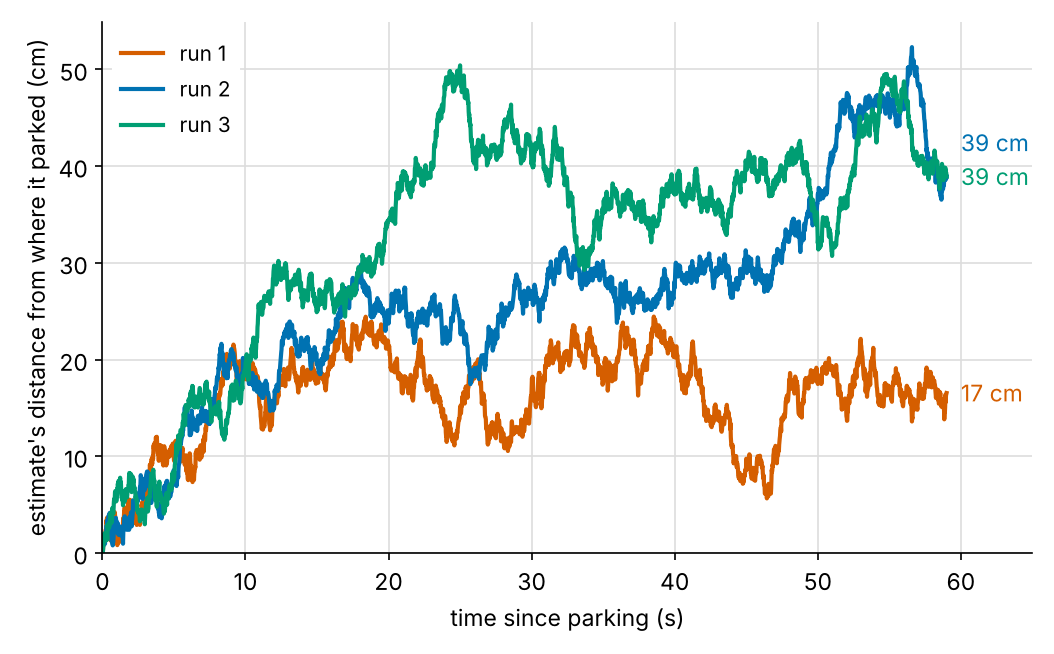 run 1
run 2
run 3
estimate's distance from where it parked (cm)
50
40
30
20
10
0
39 cm
39 cm
17 cm
0 10 20 30 40 50 60
time since parking (s)